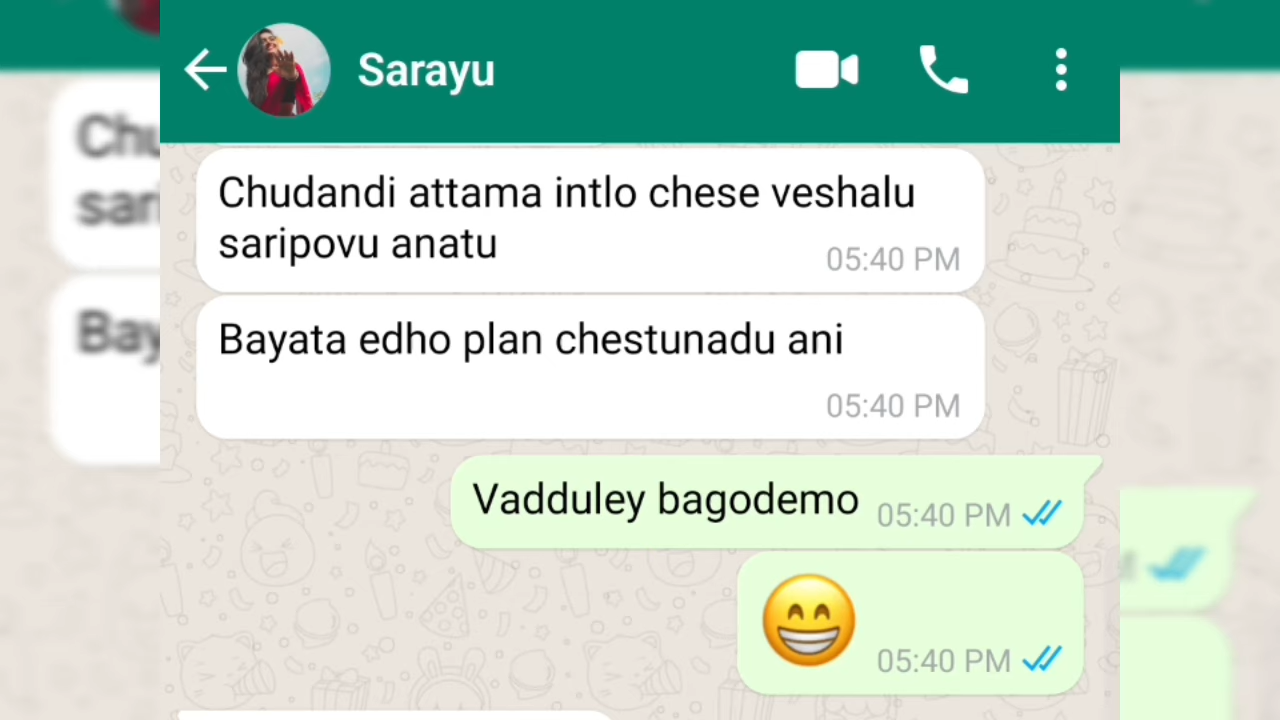 Sarayu
Chudandi attama intlo chese veshalu
saripovu anatu
05:40 PM
Bayata edho plan chestunadu ani
05:40 PM
Vadduley bagodemo 05:40 PM
😁 05:40 PM